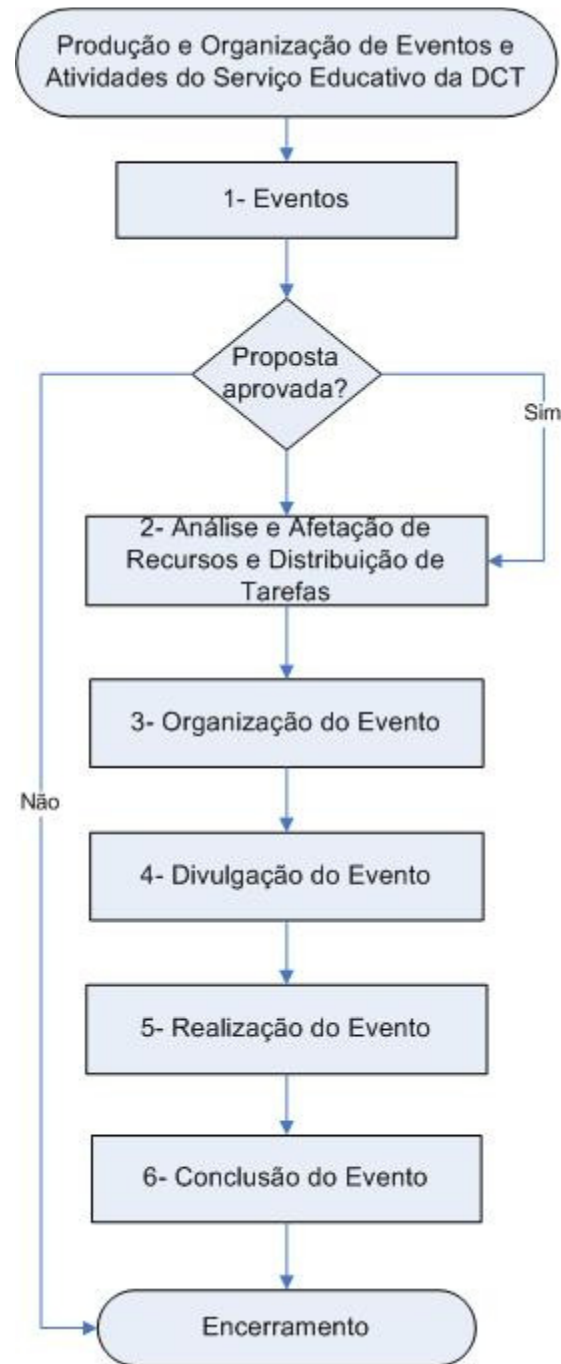 Produção e Organização de Eventos e
Atividades do Serviço Educativo da DCT
1- Eventos
Proposta
aprovada?
Sim
2- Análise e Afetação de
Recursos e Distribuição de
Tarefas
3- Organização do Evento
Não
4- Divulgação do Evento
5- Realização do Evento
6- Conclusão do Evento
Encerramento